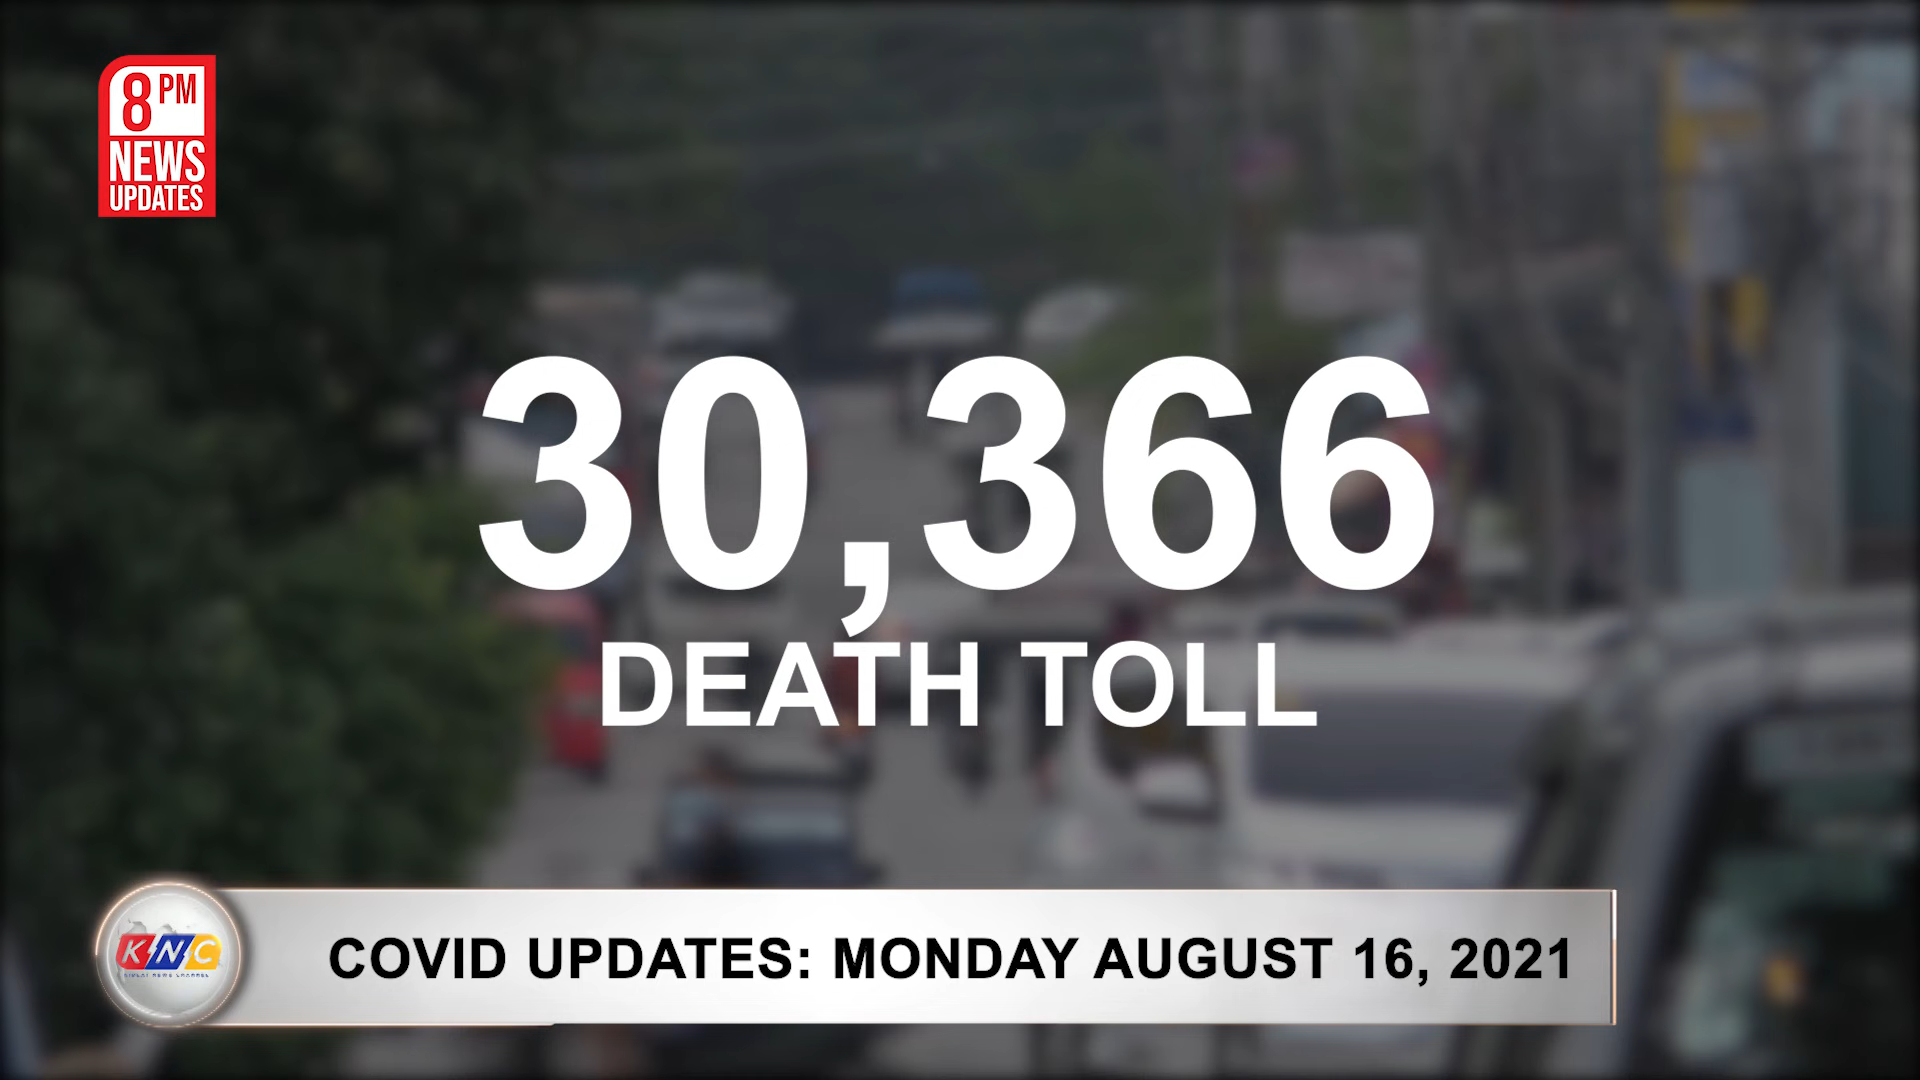 8 PM
NEWS
UPDATES
30,366
DEATH TOLL
KNC
COVID UPDATES: MONDAY AUGUST 16, 2021